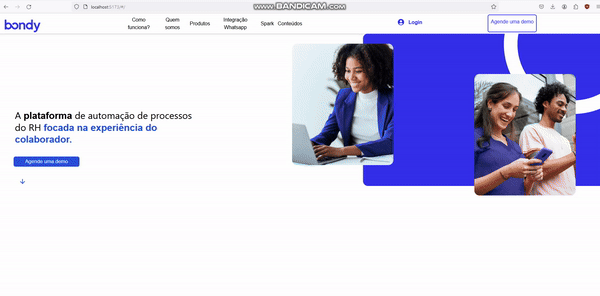 localhost:5173/#/
www.BANDICAM.com
bondy
Como
funciona?
Quem
somos
Produtos
Integração
Whatsapp
Spark
Conteúdos
Login
Agende uma demo
A plataforma de automação de processos
do RH focada na experiência do
colaborador.
Agende uma demo